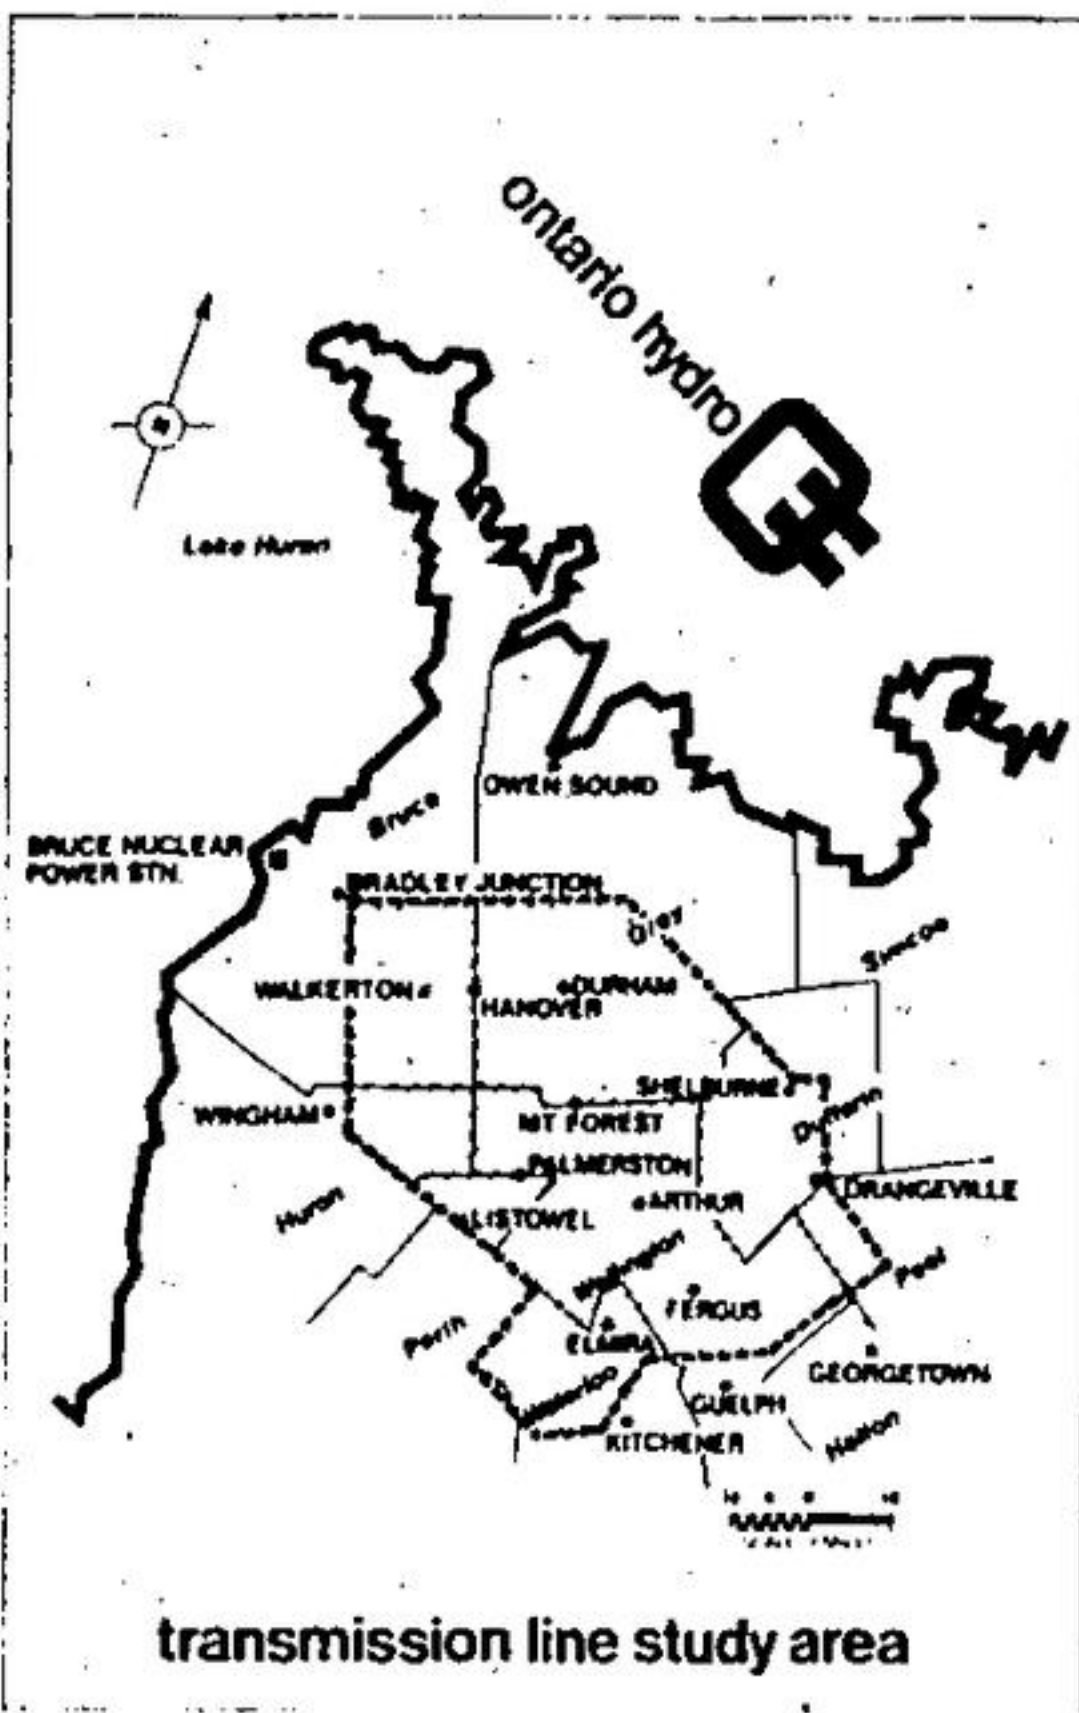 ontario hydro
Lake Huron
OWEN SOUND
Bruce
BRUCE NUCLEAR
POWER STN.
BRADLEY JUNCTION
Grey
Simcoe
WALKERTON
DURHAM
HANOVER
SHELBURNE
WINGHAM
MT FOREST
Dufferin
PALMERSTON
ORANGEVILLE
Huron
ARTHUR
LISTOWEL
Wellington
Peel
FERGUS
Perth
ELMIRA
GEORGETOWN
Waterloo
GUELPH
KITCHENER
Halton
transmission line study area